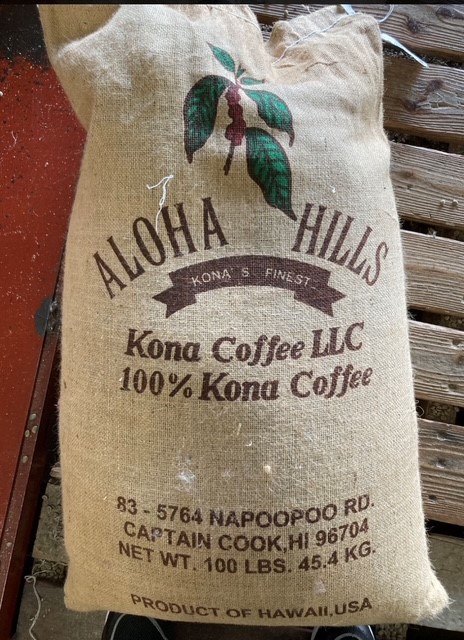 ALOHA HILLS
KONA'S FINEST
Kona Coffee LLC
100% Kona Coffee
83 - 5764 NAPOOPOO RD.
CAPTAIN COOK,HI 96704
NET WT. 100 LBS. 45.4 KG.
PRODUCT OF HAWAII,USA